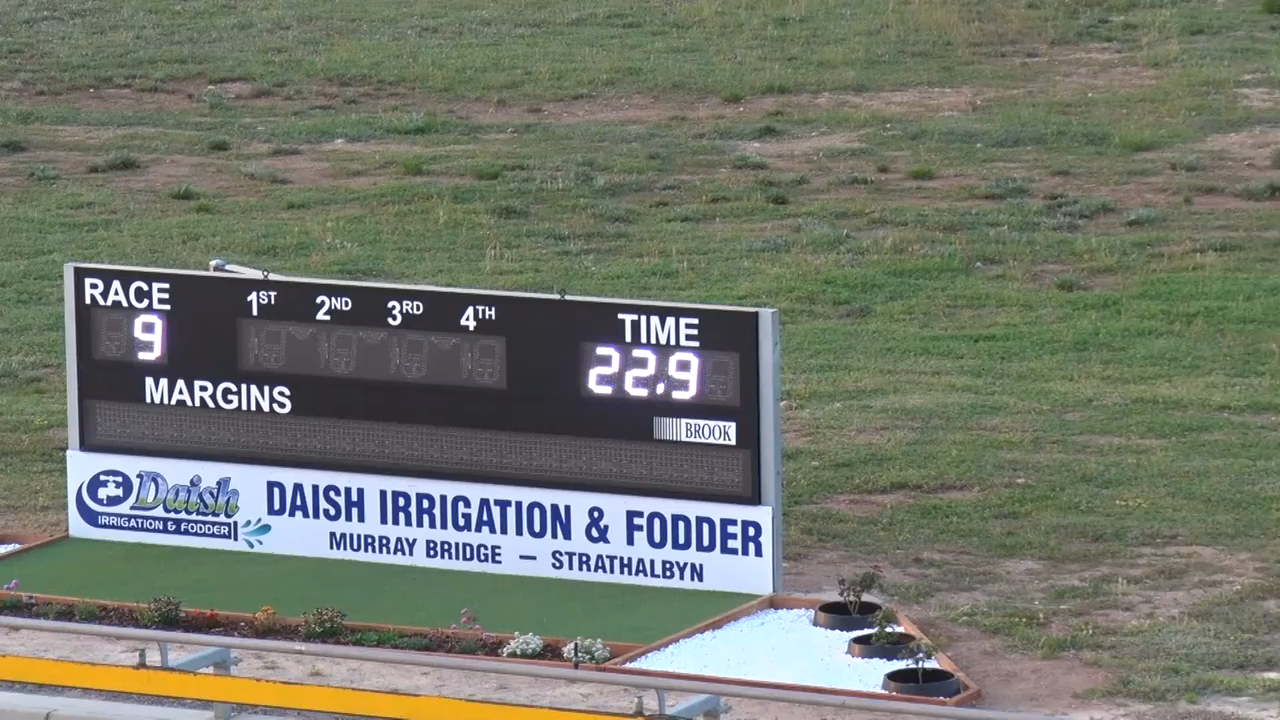 RACE 1ST 2ND 3RD 4TH TIME
9 22.9
MARGINS
BROOK
Daish
IRRIGATION & FODDER
DAISH IRRIGATION & FODDER
MURRAY BRIDGE — STRATHALBYN